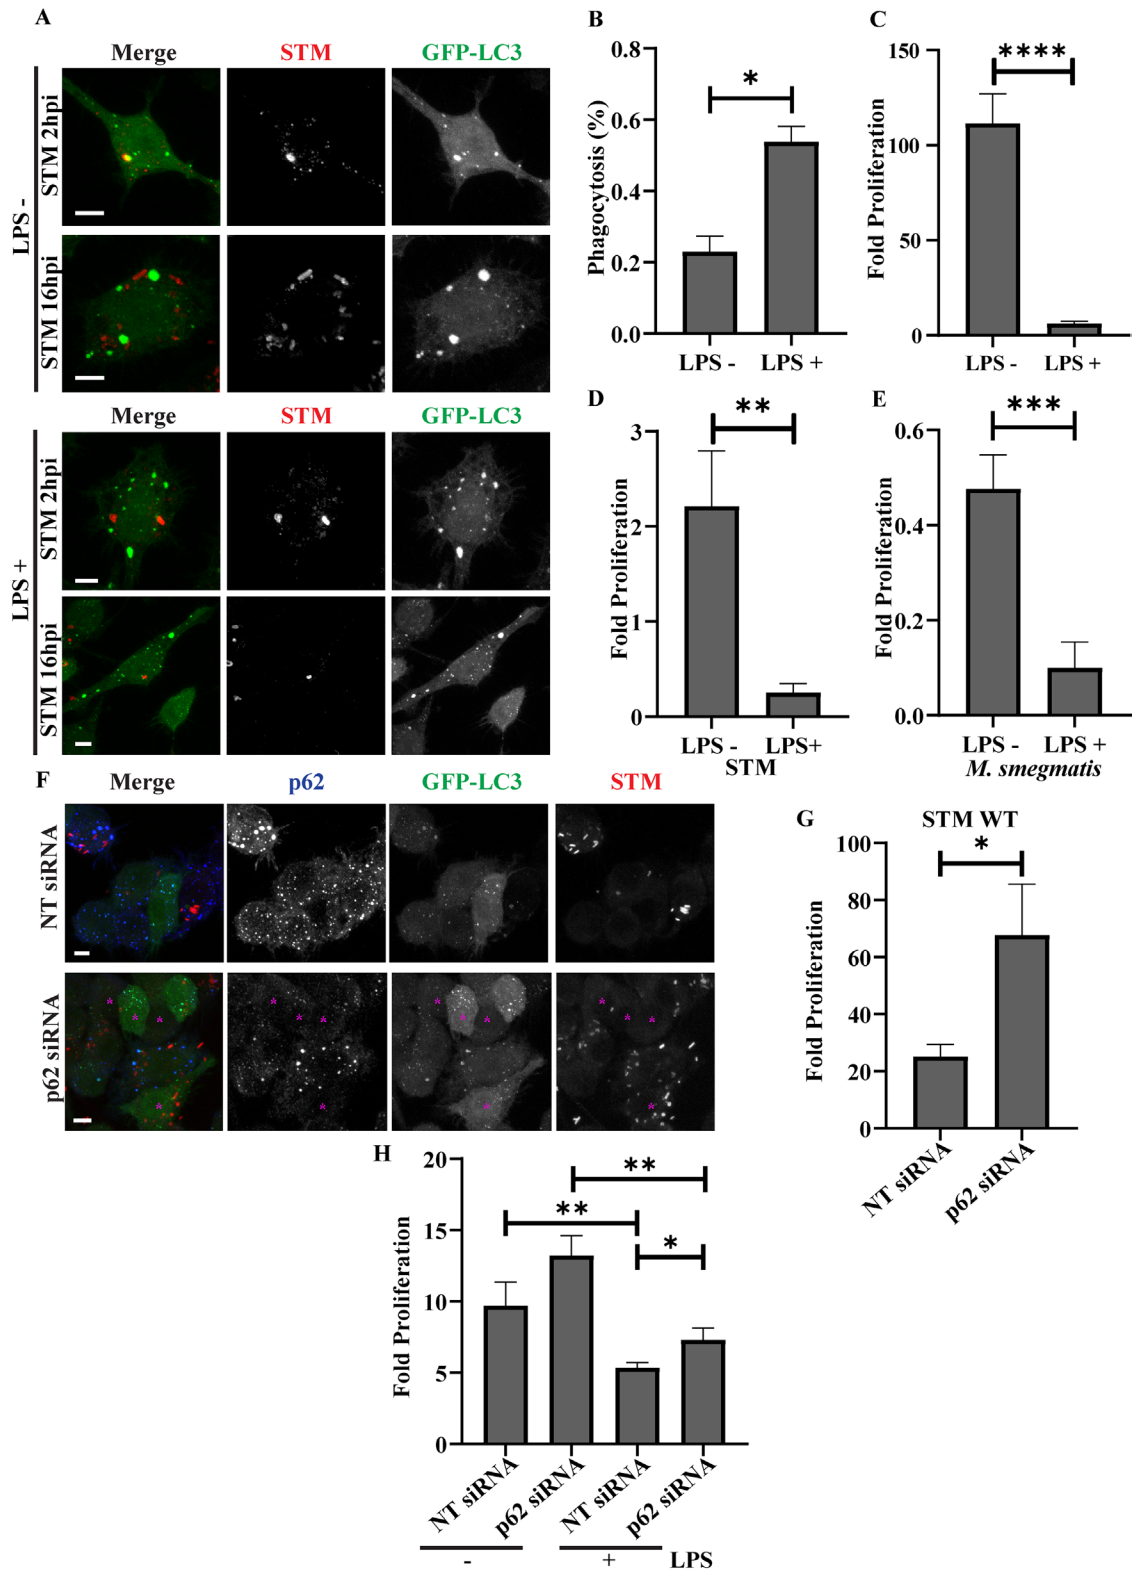 A
Merge STM GFP-LC3
LPS -
STM 2hpi
STM 16hpi
Merge STM GFP-LC3
LPS +
STM 2hpi
STM 16hpi
B
Phagocytosis (%)
0.8
0.6
0.4
0.2
0.0
*
LPS - LPS +
C
Fold Proliferation
150
100
50
0
****
LPS - LPS +
D
Fold Proliferation
3
2
1
0
**
LPS - LPS+
STM
E
Fold Proliferation
0.6
0.4
0.2
0.0
***
LPS - LPS +
M. smegmatis
F
Merge p62 GFP-LC3 STM
NT siRNA
p62 siRNA
* * *
*
* * *
*
* * *
*
* * *
*
G
STM WT
Fold Proliferation
100
80
60
40
20
0
*
NT siRNA p62 siRNA
H
Fold Proliferation
20
15
10
5
0
**
**
*
NT siRNA p62 siRNA NT siRNA p62 siRNA
- + LPS